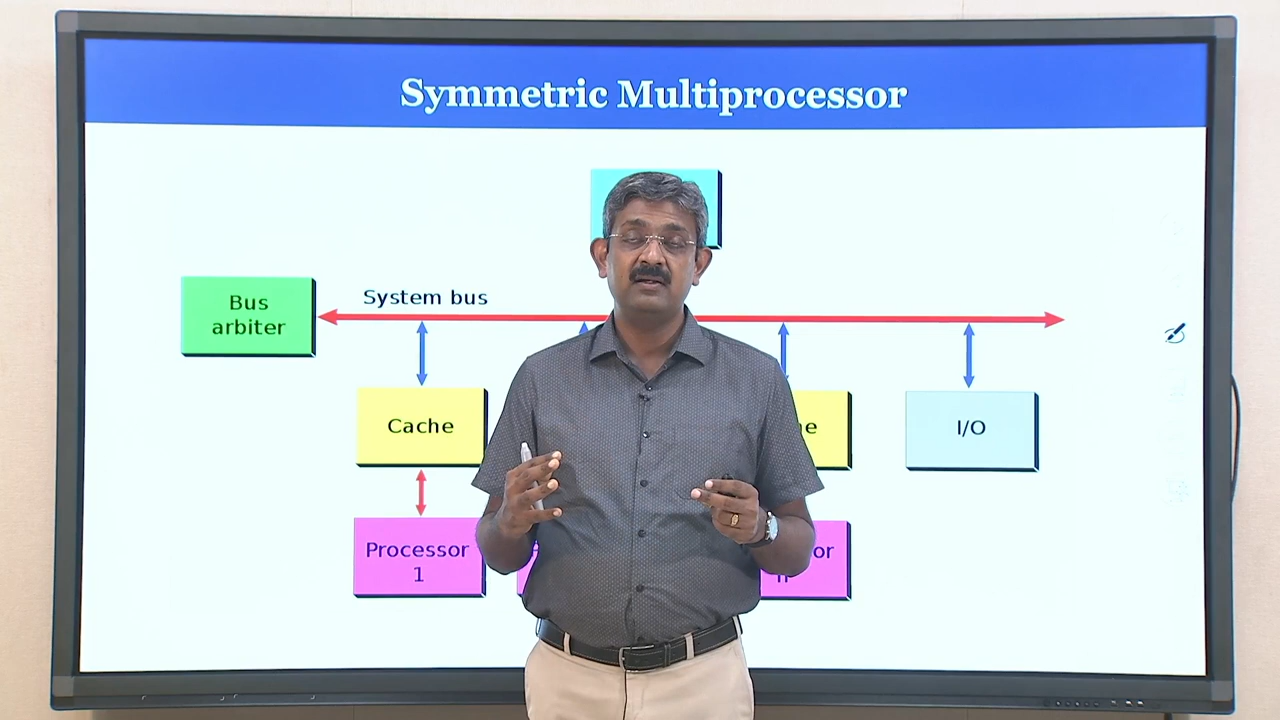 Symmetric Multiprocessor
Bus
arbiter
System bus
Cache
I/O
Processor
1